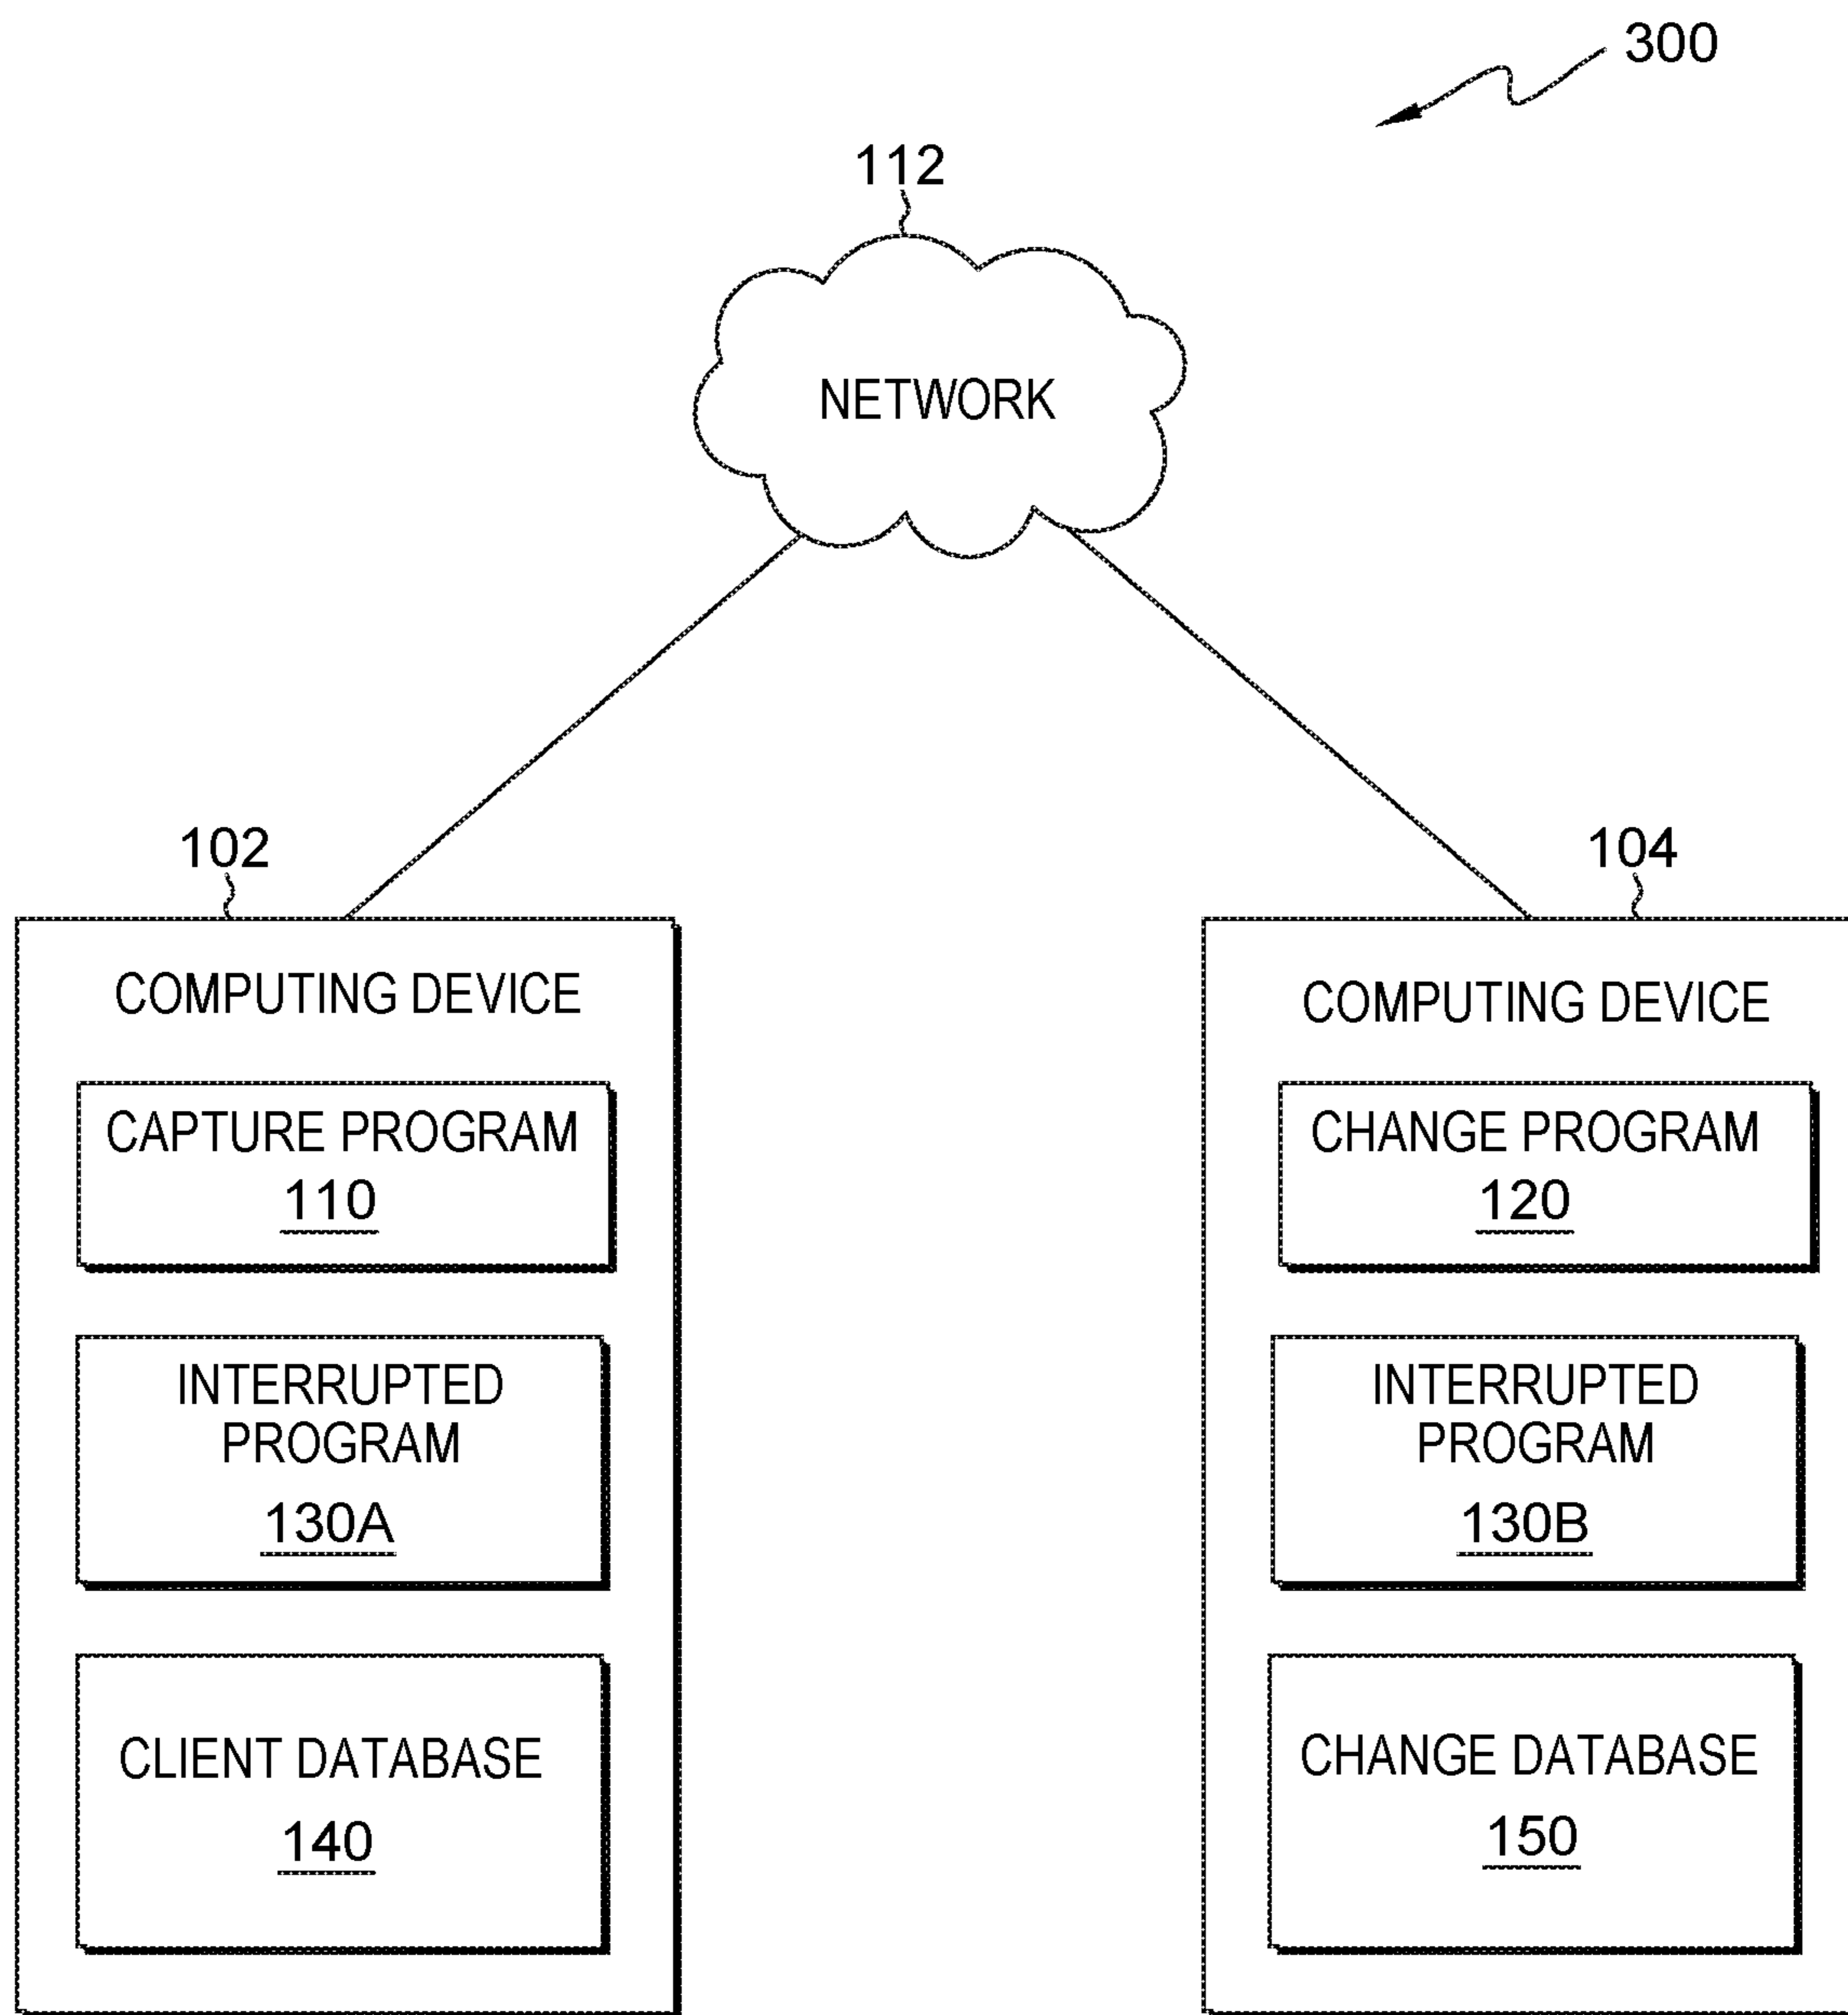 300
112
NETWORK
102
COMPUTING DEVICE
CAPTURE PROGRAM
110
INTERRUPTED
PROGRAM
130A
CLIENT DATABASE
140
104
COMPUTING DEVICE
CHANGE PROGRAM
120
INTERRUPTED
PROGRAM
130B
CHANGE DATABASE
150